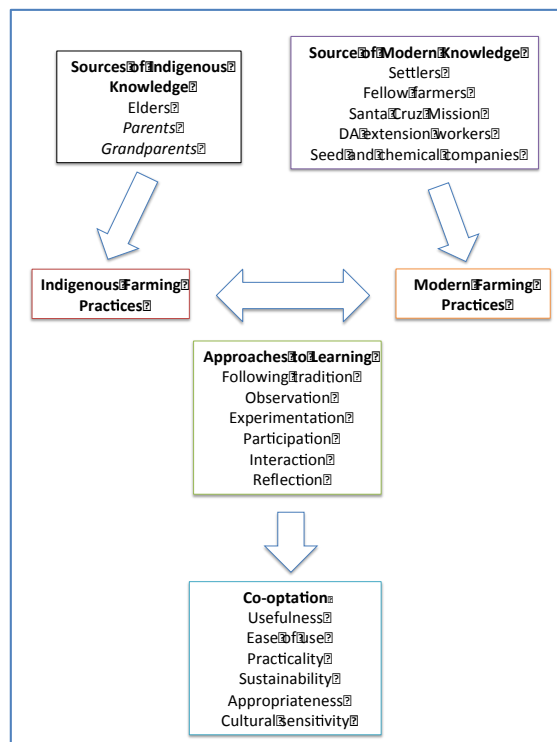 Sources of Indigenous
Knowledge
Elders
Parents
Grandparents
Source of Modern Knowledge
Settlers
Fellow farmers
Santa Cruz Mission
DA extension workers
Seed and chemical companies
Indigenous Farming
Practices
Modern Farming
Practices
Approaches to Learning
Following tradition
Observation
Experimentation
Participation
Interaction
Reflection
Co-optation
Usefulness
Ease of use
Practicality
Sustainability
Appropriateness
Cultural sensitivity